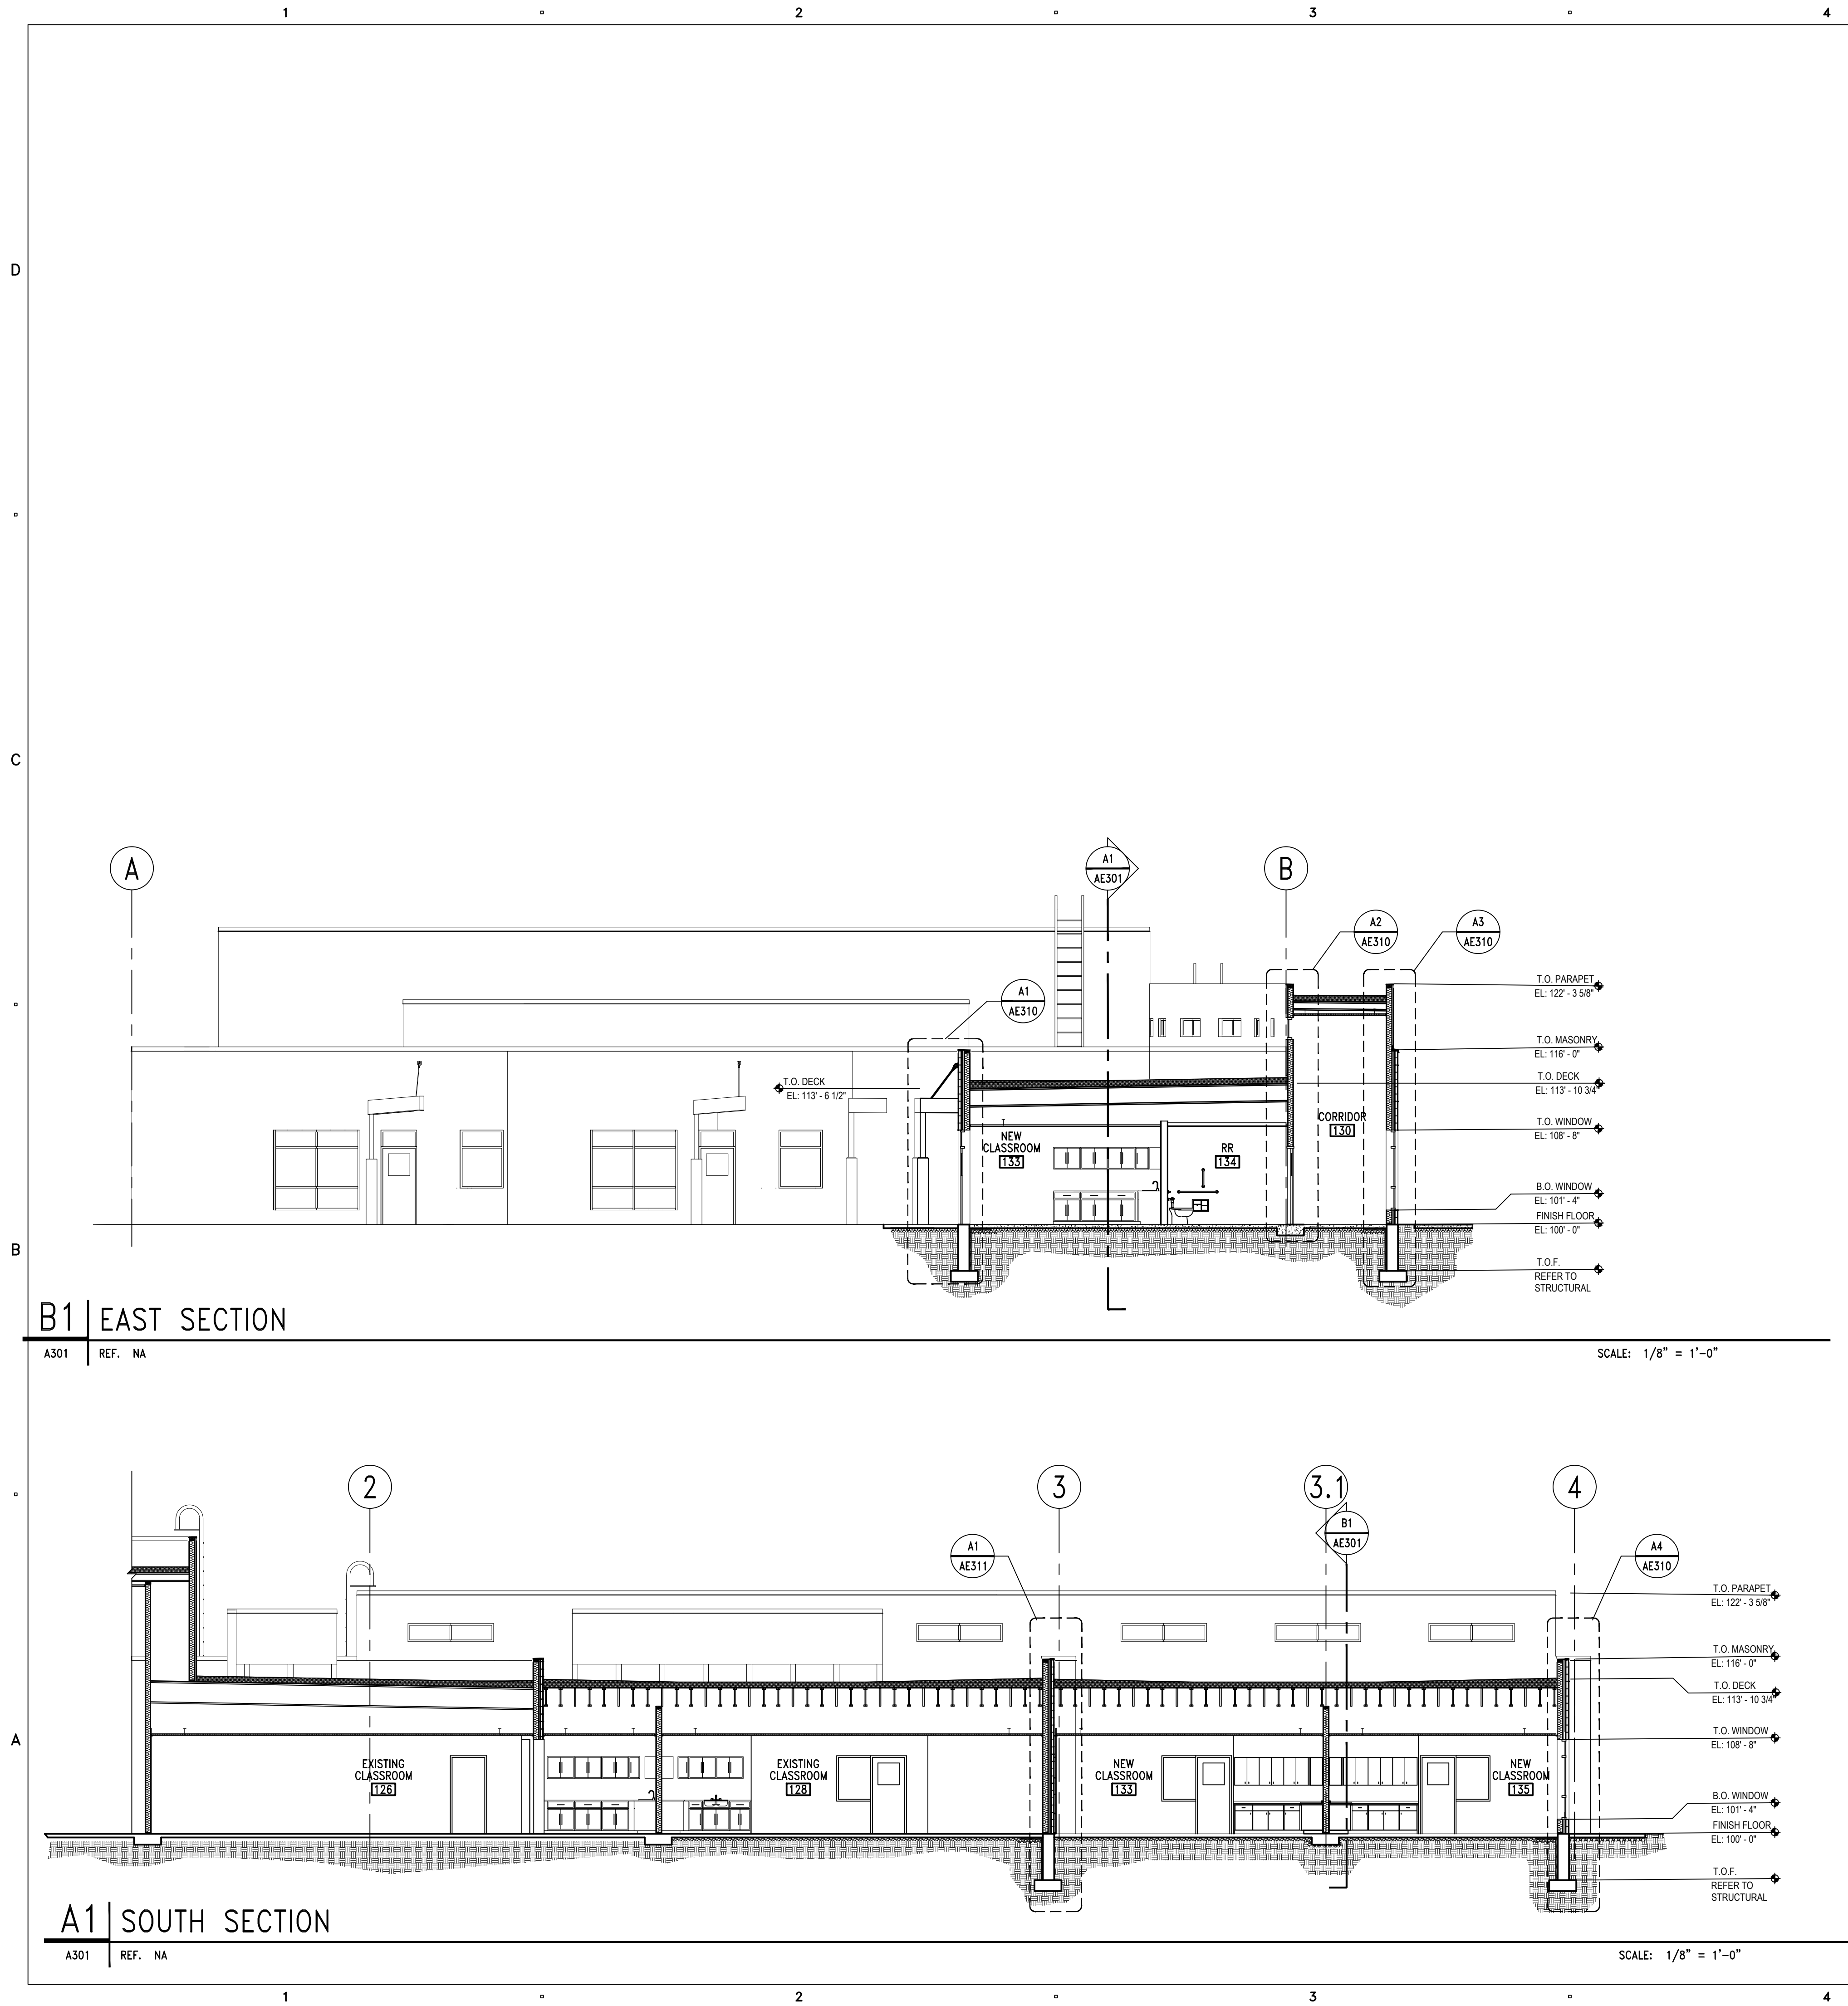 1
2
3
4
D
C
B
A
A
A1
AE301
B
A2
AE310
A3
AE310
A1
AE310
T.O. PARAPET
EL: 122' - 3 5/8"
T.O. MASONRY
EL: 116' - 0"
T.O. DECK
EL: 113' - 6 1/2"
T.O. DECK
EL: 113' - 10 3/4"
CORRIDOR
130
T.O. WINDOW
EL: 108' - 8"
NEW
CLASSROOM
133
RR
134
B.O. WINDOW
EL: 101' - 4"
FINISH FLOOR
EL: 100' - 0"
T.O.F.
REFER TO
STRUCTURAL
B1 EAST SECTION
A301 REF. NA
SCALE: 1/8" = 1'-0"
2
3
3.1
4
B1
AE301
A1
AE311
A4
AE310
T.O. PARAPET
EL: 122' - 3 5/8"
T.O. MASONRY
EL: 116' - 0"
T.O. DECK
EL: 113' - 10 3/4"
T.O. WINDOW
EL: 108' - 8"
EXISTING
CLASSROOM
126
EXISTING
CLASSROOM
128
NEW
CLASSROOM
133
NEW
CLASSROOM
135
B.O. WINDOW
EL: 101' - 4"
FINISH FLOOR
EL: 100' - 0"
T.O.F.
REFER TO
STRUCTURAL
A1 SOUTH SECTION
A301 REF. NA
SCALE: 1/8" = 1'-0"
1
2
3
4